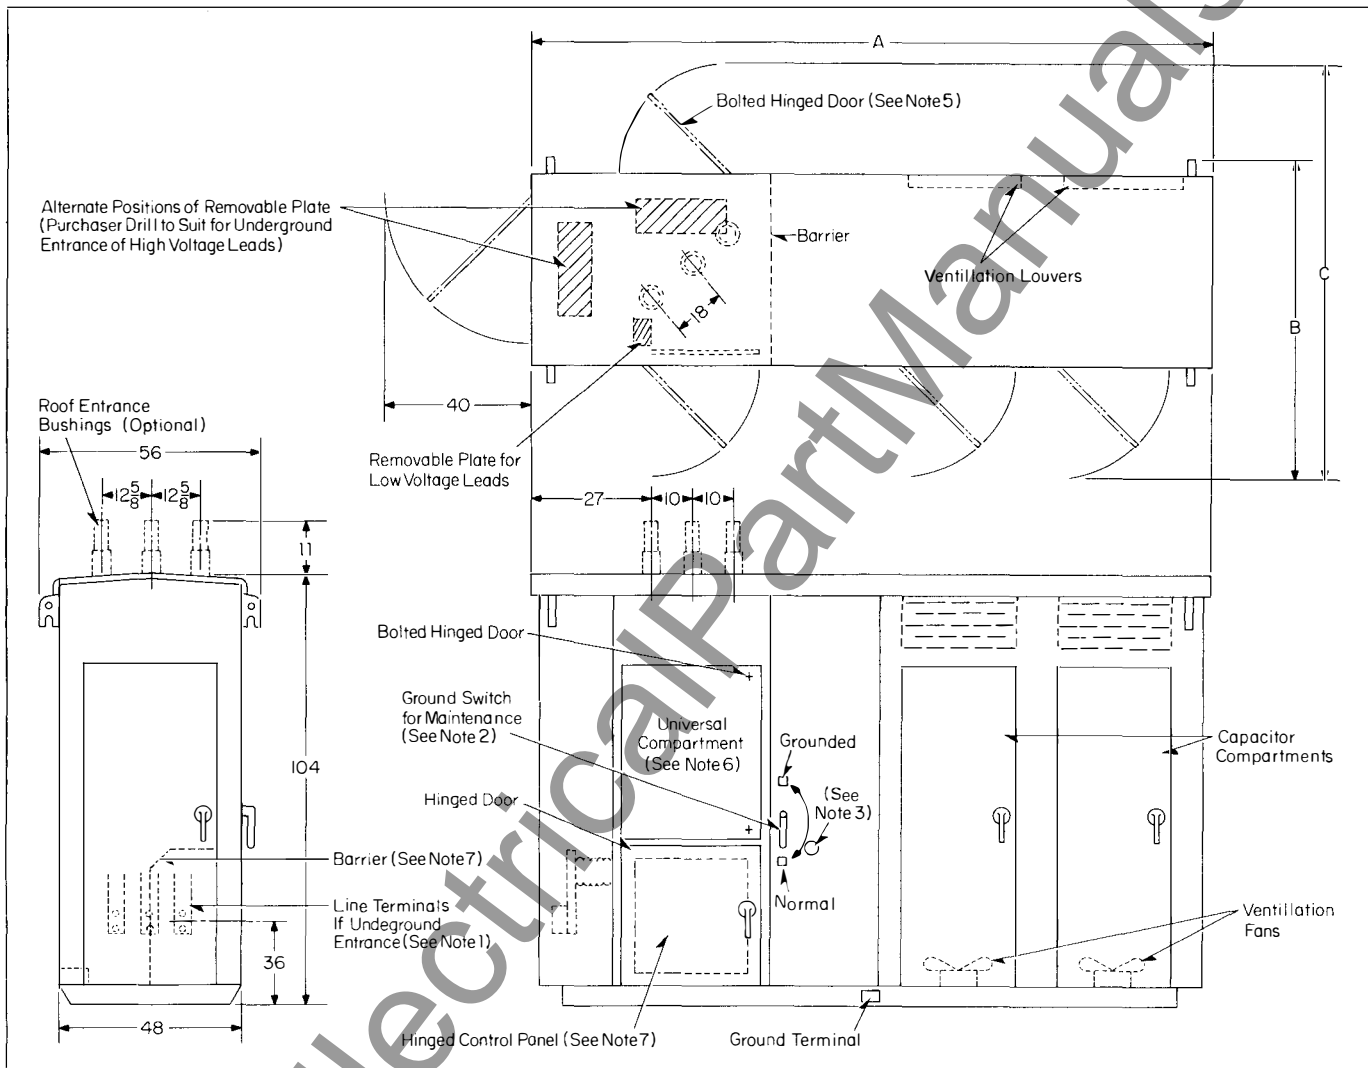 A
Bolted Hinged Door (See Note 5)
Alternate Positions of Removable Plate
(Purchaser Drill to Suit for Underground
Entrance of High Voltage Leads)
Barrier
Ventillation Louvers
C
B
18
40
Roof Entrance
Bushings (Optional)
56
12 5/8
12 5/8
Removable Plate for
Low Voltage Leads
27
10
10
11
Bolted Hinged Door
Ground Switch
for Maintenance
(See Note 2)
Universal
Compartment
(See Note 6)
Grounded
(See
Note 3)
Capacitor
Compartments
104
Hinged Door
Barrier (See Note 7)
Normal
Line Terminals
If Undeground
Entrance (See Note 1)
Ventillation
Fans
36
48
Hinged Control Panel (See Note 7)
Ground Terminal
llectricalPartManuals